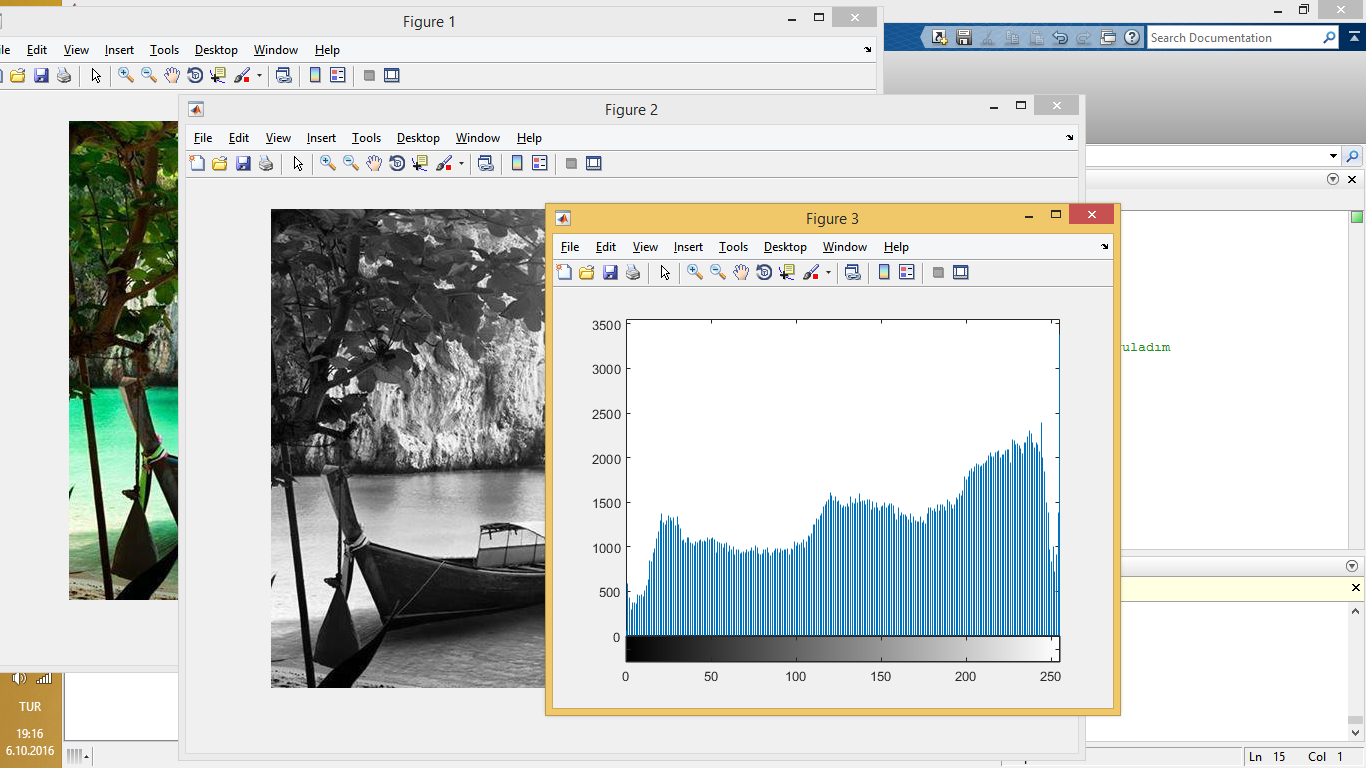 Figure 1
Edit View Insert Tools Desktop Window Help
Search Documentation
Figure 2
File Edit View Insert Tools Desktop Window Help
Figure 3
File Edit View Insert Tools Desktop Window Help
3500
3000
2500
2000
1500
1000
500
0
0 50 100 150 200 250
uladım
TUR
19:16
6.10.2016
Ln 15 Col 1